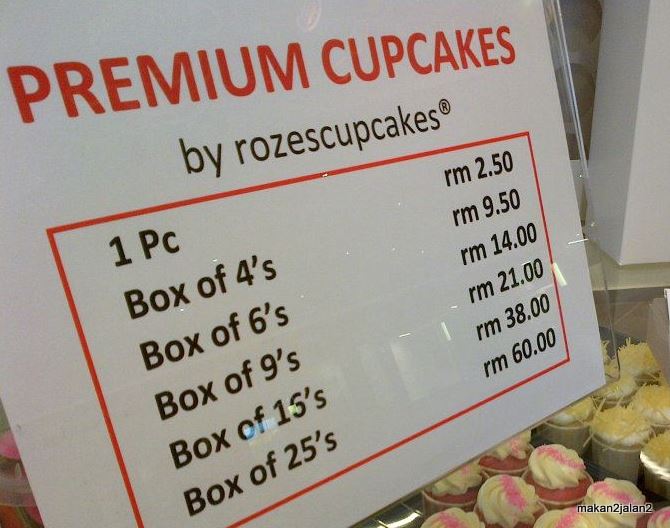 PREMIUM CUPCAKES
by rozescupcakes®
1 Pc rm 2.50
Box of 4's rm 9.50
Box of 6's rm 14.00
Box of 9's rm 21.00
Box of 16's rm 38.00
Box of 25's rm 60.00
makan2jalan2